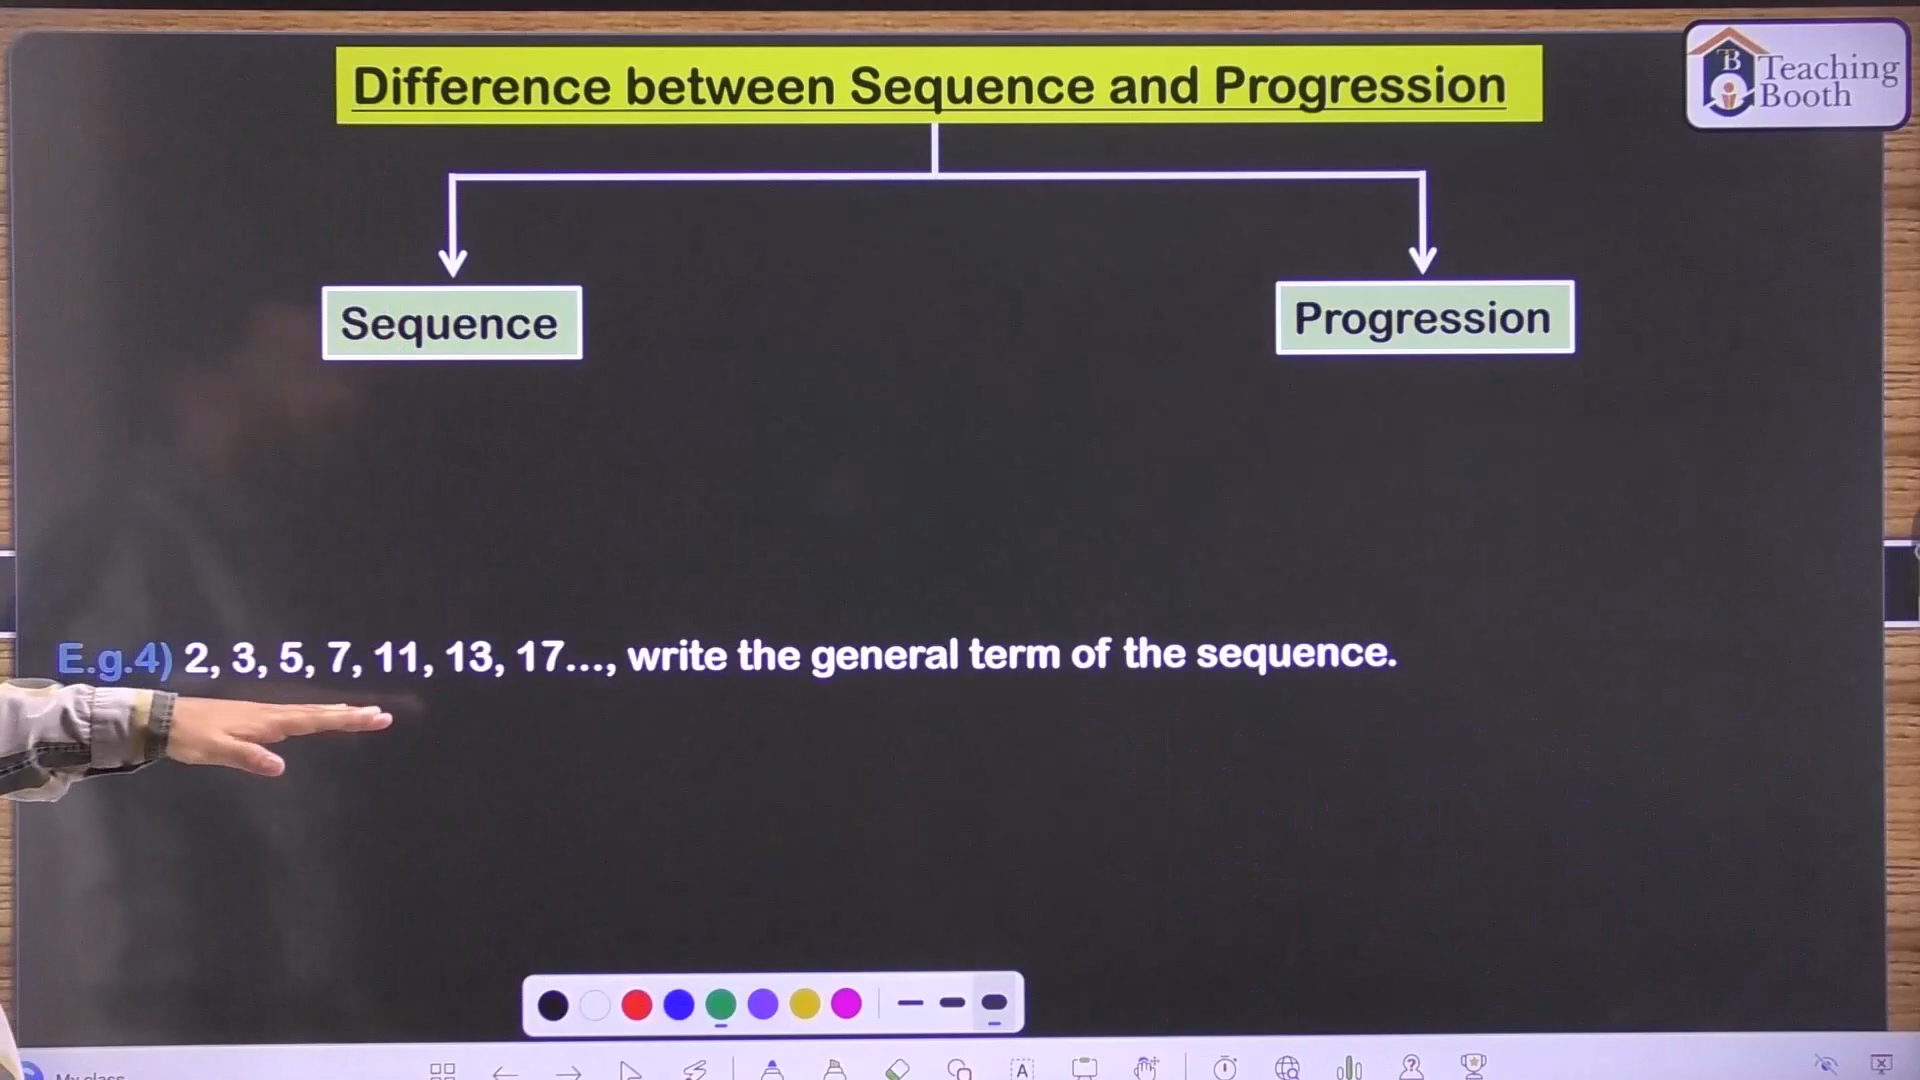 Difference between Sequence and Progression
Teaching
Booth
Sequence
Progression
E.g.4) 2, 3, 5, 7, 11, 13, 17..., write the general term of the sequence.
A